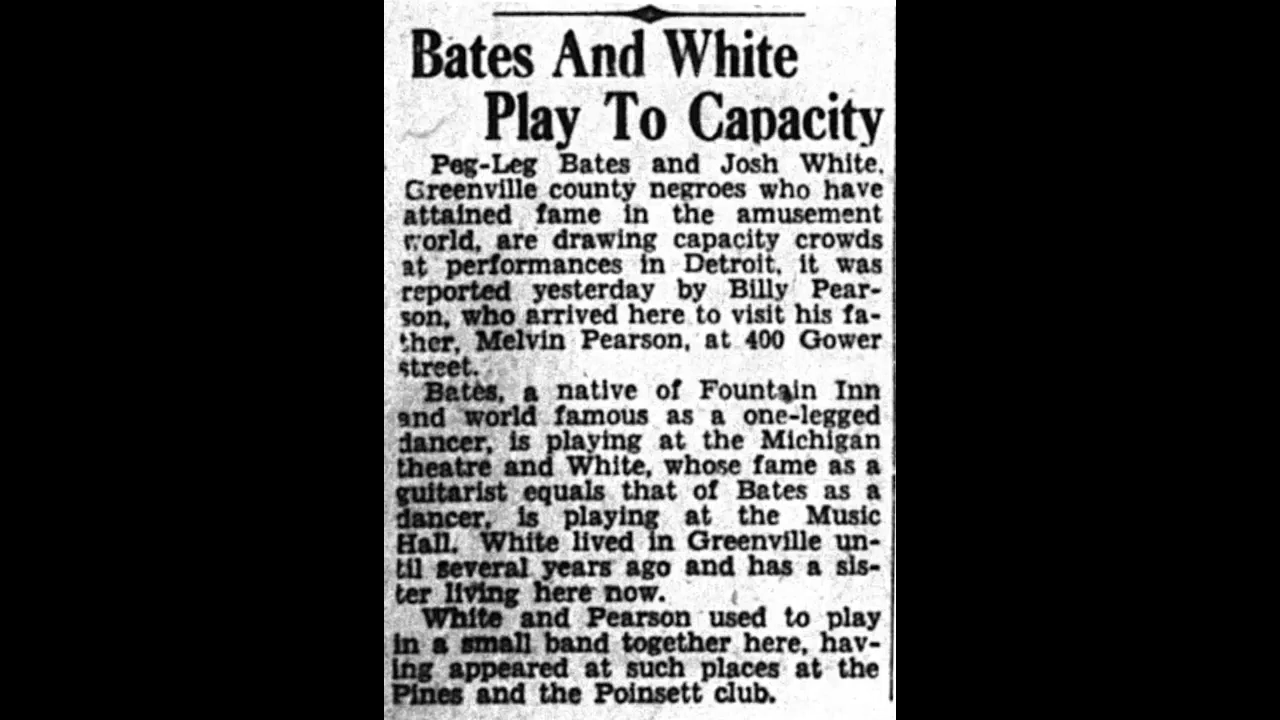 Bates And White
Play To Capacity
Peg-Leg Bates and Josh White,
Greenville county negroes who have
attained fame in the amusement
world, are drawing capacity crowds
at performances in Detroit, it was
reported yesterday by Billy Pear-
son, who arrived here to visit his fa-
ther, Melvin Pearson, at 400 Gower
street.
Bates, a native of Fountain Inn
and world famous as a one-legged
dancer, is playing at the Michigan
theatre and White, whose fame as a
guitarist equals that of Bates as a
dancer, is playing at the Music
Hall. White lived in Greenville un-
til several years ago and has a sis-
ter living here now.
White and Pearson used to play
in a small band together here, hav-
ing appeared at such places at the
Pines and the Poinsett club.